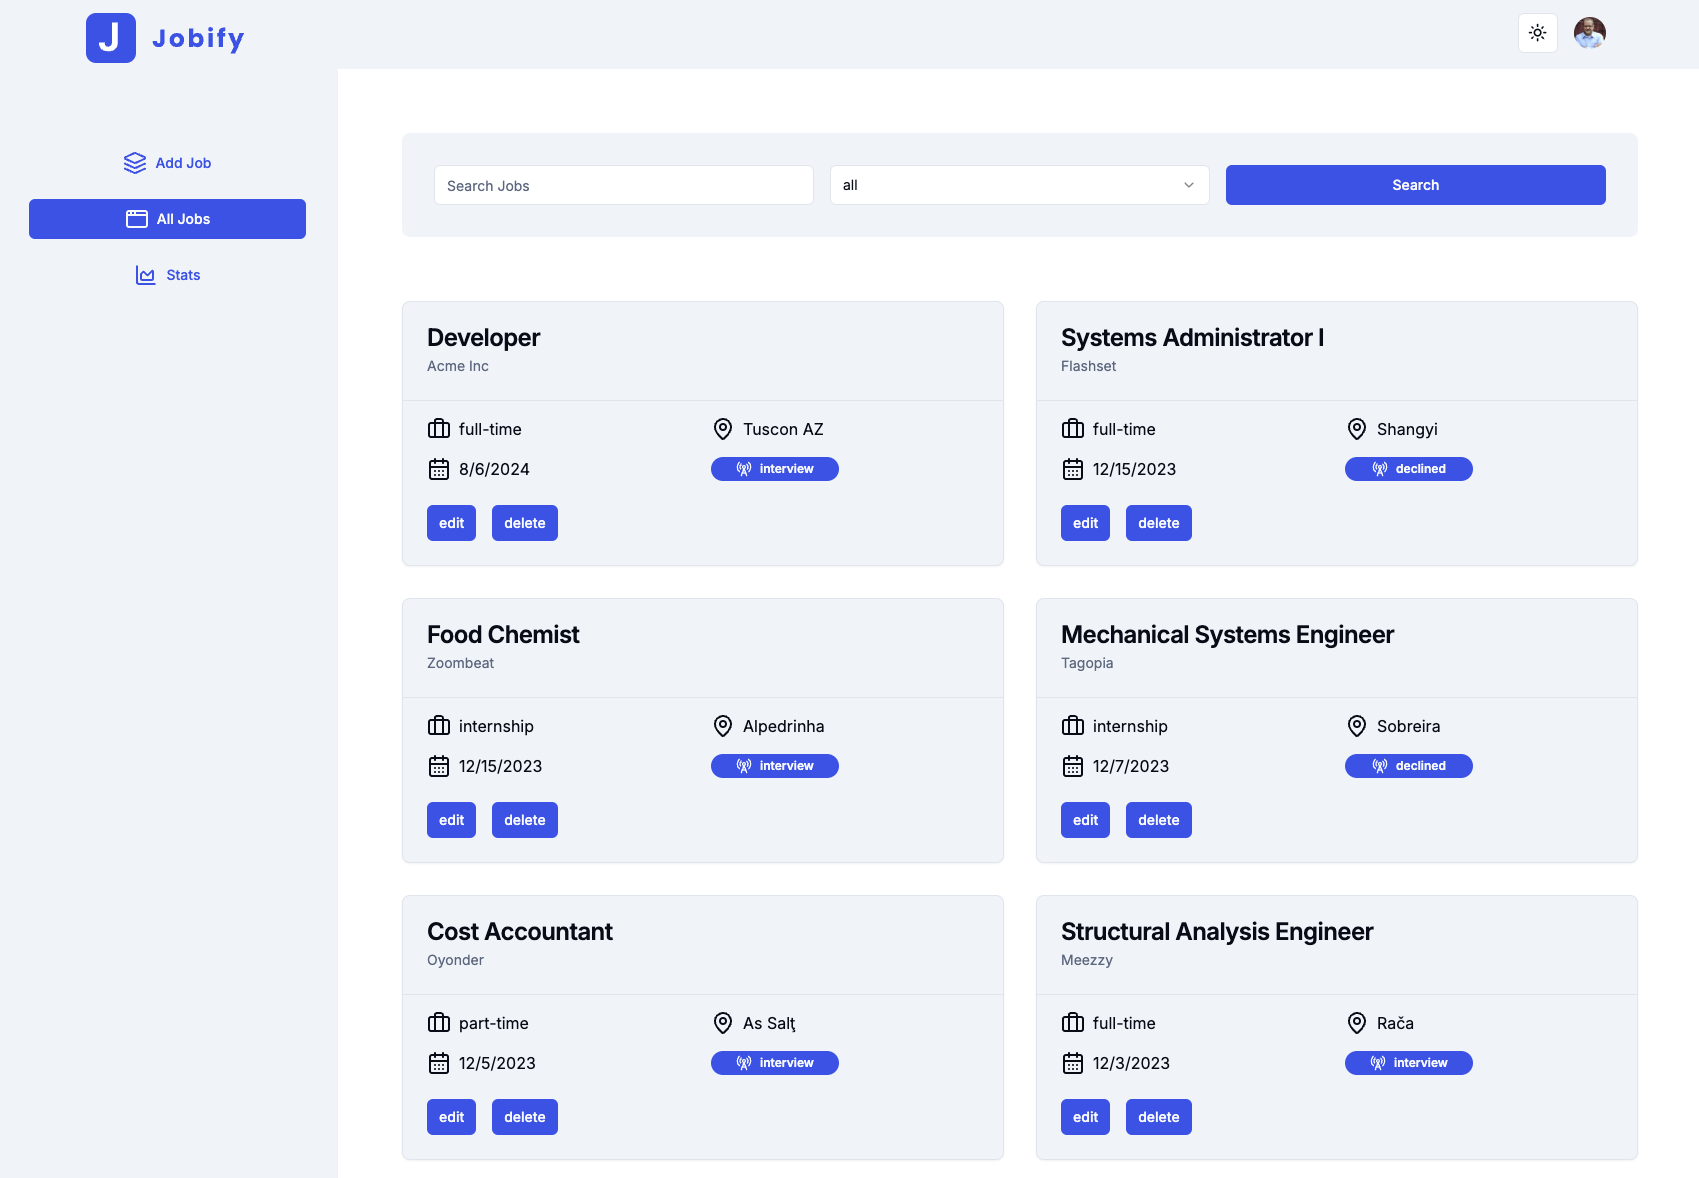 J Jobify
Add Job
All Jobs
Stats
Search Jobs
all
Search
Developer
Acme Inc
full-time
Tuscon AZ
8/6/2024
interview
edit
delete
Systems Administrator I
Flashset
full-time
Shangyi
12/15/2023
declined
edit
delete
Food Chemist
Zoombeat
internship
Alpedrinha
12/15/2023
interview
edit
delete
Mechanical Systems Engineer
Tagopia
internship
Sobreira
12/7/2023
declined
edit
delete
Cost Accountant
Oyonder
part-time
As Salţ
12/5/2023
interview
edit
delete
Structural Analysis Engineer
Meezzy
full-time
Rača
12/3/2023
interview
edit
delete